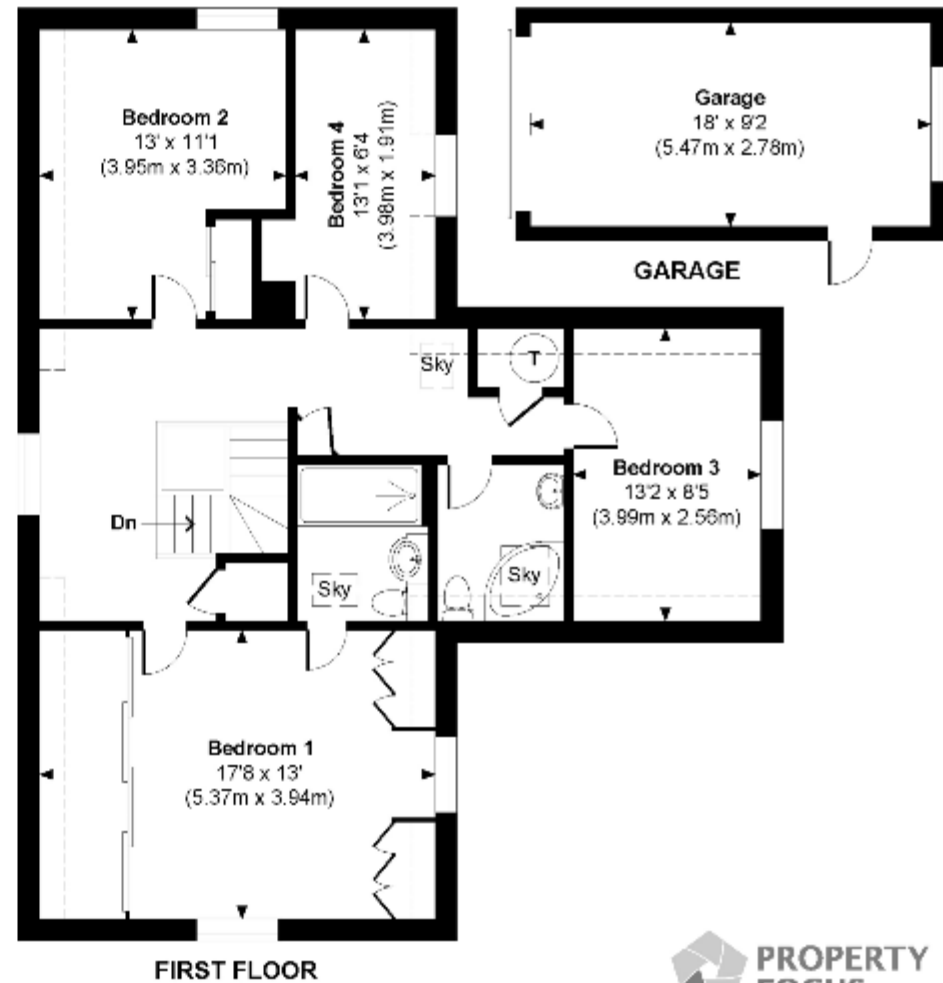 Bedroom 2
13' x 11'1
(3.95m x 3.36m)
Bedroom 4
13'1 x 6'4
(3.98m x 1.91m)
Garage
18' x 9'2
(5.47m x 2.78m)
GARAGE
Sky
T
Bedroom 3
13'2 x 8'5
(3.99m x 2.56m)
Dn
Sky
Sky
Bedroom 1
17'8 x 13'
(5.37m x 3.94m)
FIRST FLOOR
PROPERTY
FOCUS